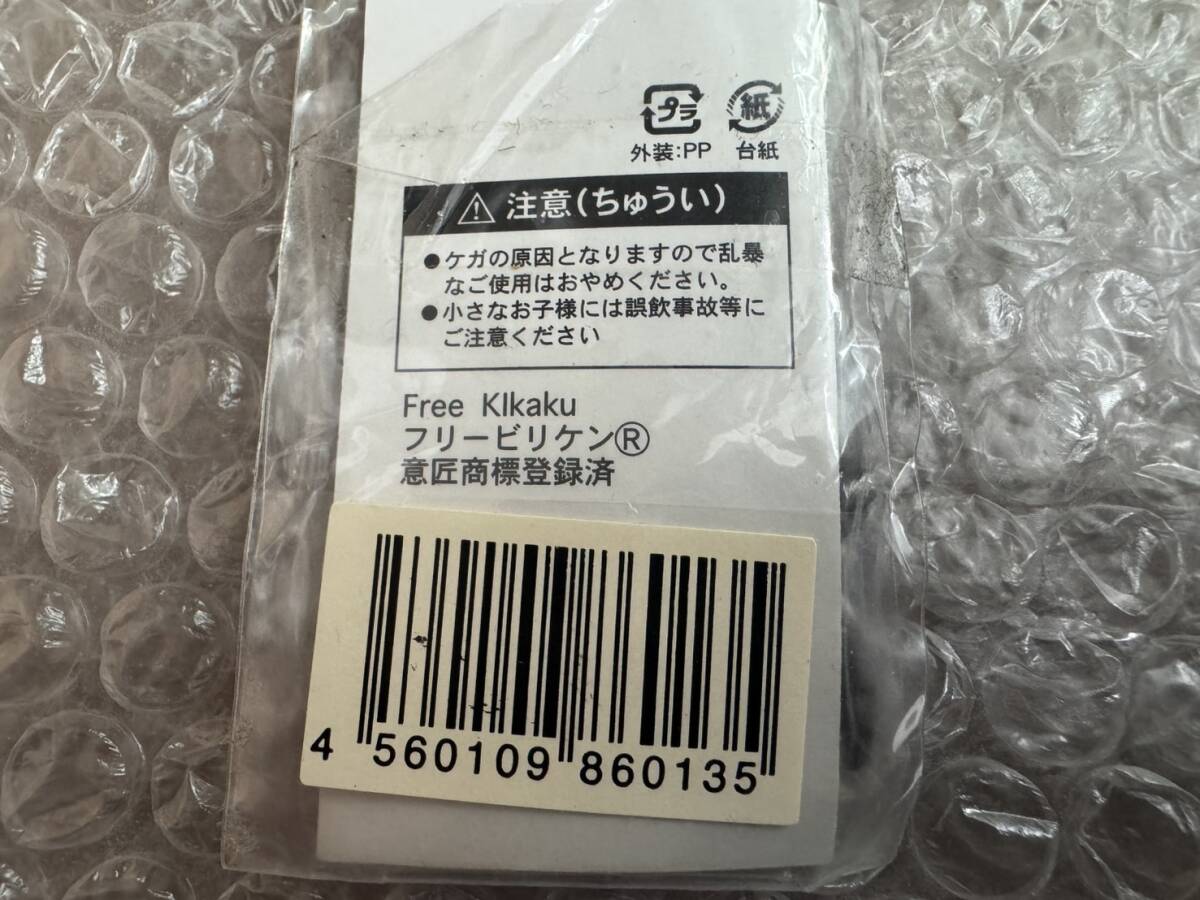 プラ 紙
外装:PP 台紙
注意(ちゅうい)
●ケガの原因となりますので乱暴
なご使用はおやめください。
●小さなお子様には誤飲事故等に
ご注意ください
Free KIkaku
フリービリケン®
意匠商標登録済
4 560109 860135